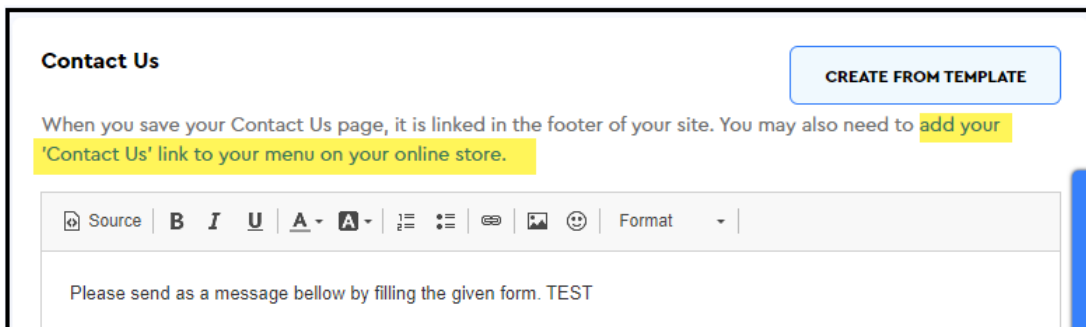 Contact Us
CREATE FROM TEMPLATE
When you save your Contact Us page, it is linked in the footer of your site. You may also need to add your
'Contact Us' link to your menu on your online store.
Source B I U A A Format
Please send as a message bellow by filling the given form. TEST